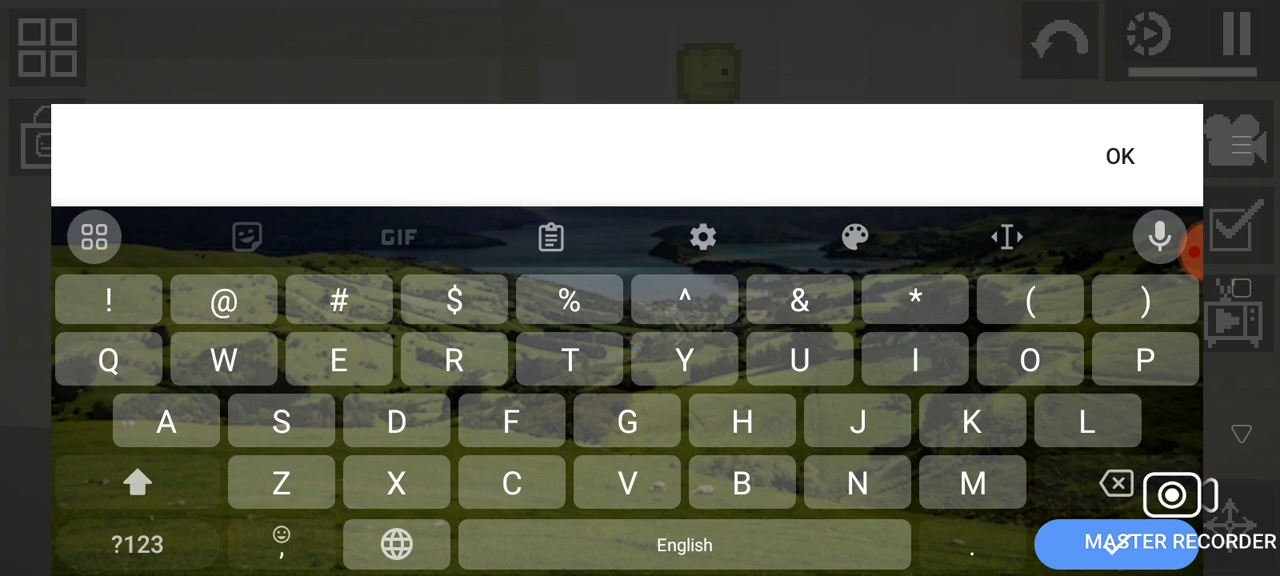 OK
GIF
! @ # $ % ^ & * ( )
Q W E R T Y U I O P
A S D F G H J K L
Z X C V B N M
?123 , English .
MASTER RECORDER